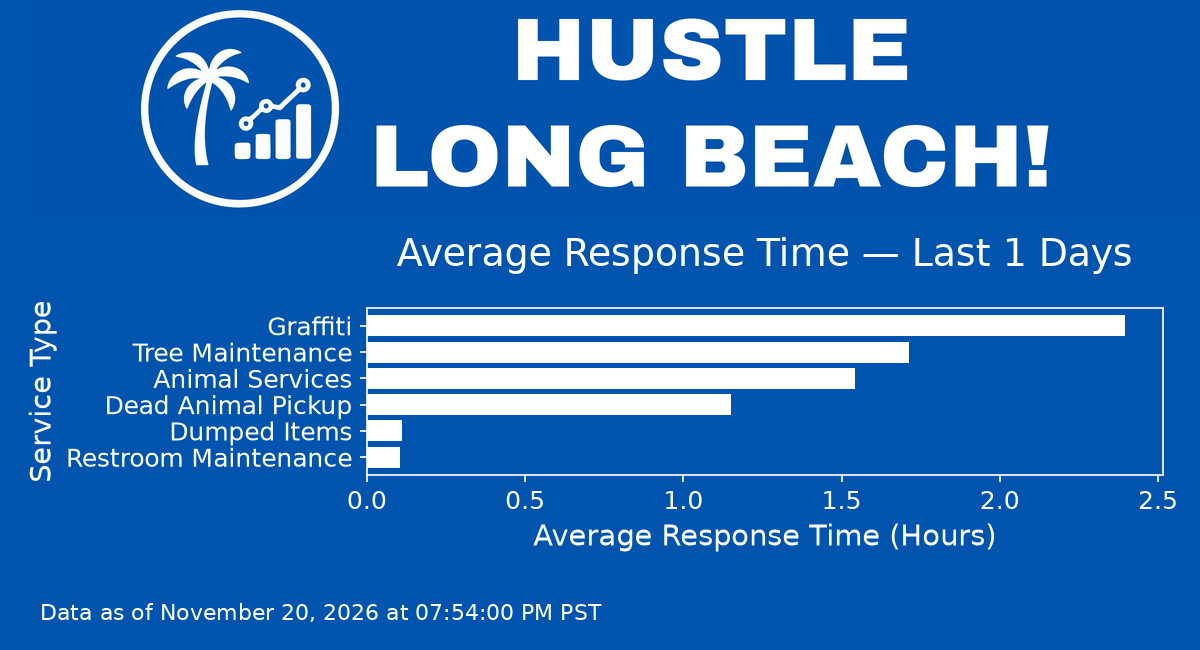 HUSTLE
LONG BEACH!
Average Response Time — Last 1 Days
Service Type
Graffiti
Tree Maintenance
Animal Services
Dead Animal Pickup
Dumped Items
Restroom Maintenance
0.0 0.5 1.0 1.5 2.0 2.5
Average Response Time (Hours)
Data as of November 20, 2026 at 07:54:00 PM PST